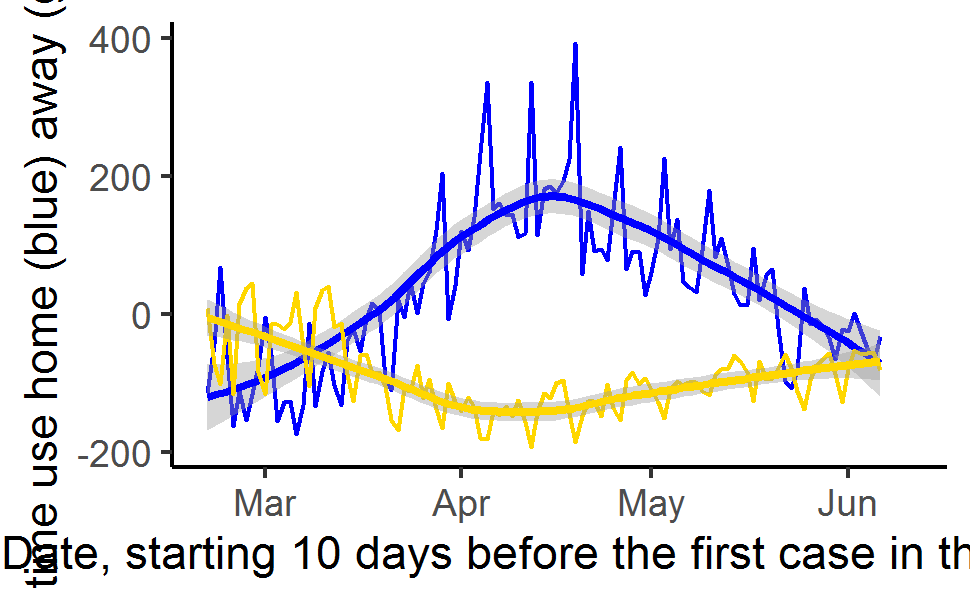 time use home (blue) away (
400
200
0
-200
Mar Apr May Jun
Date, starting 10 days before the first case in th